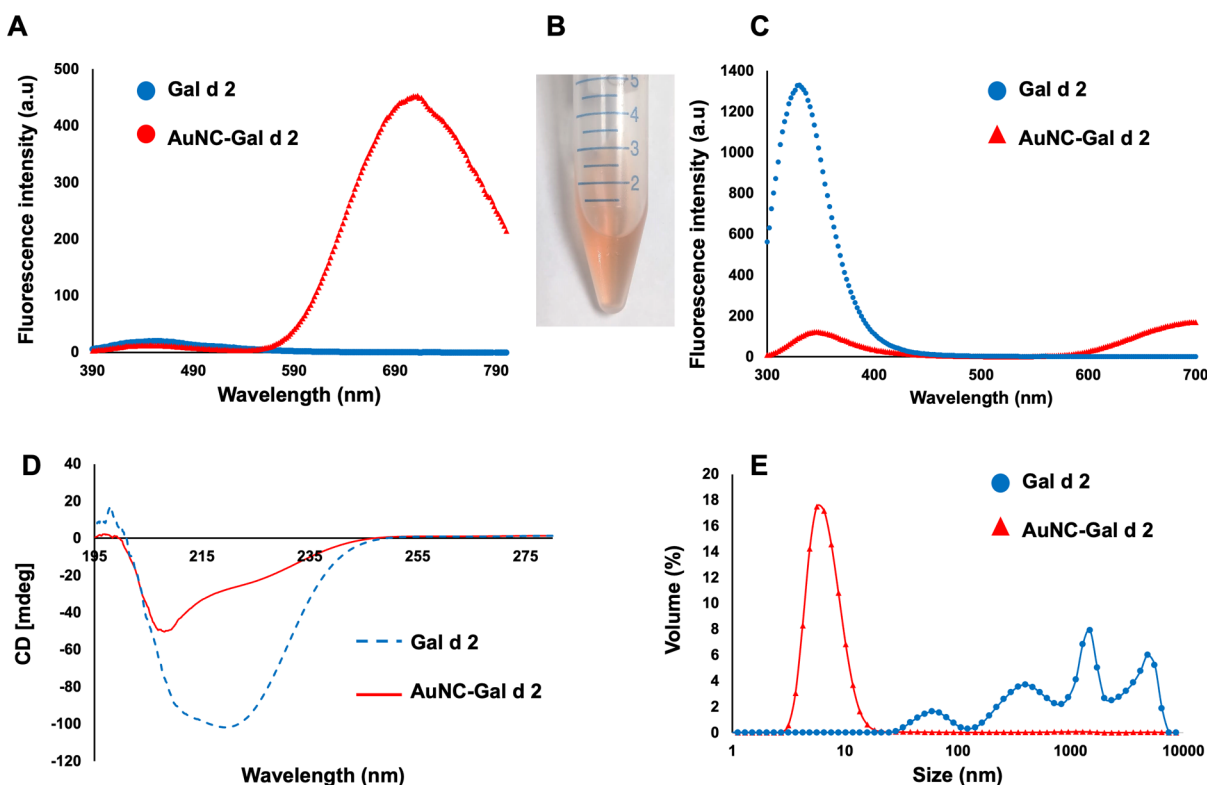 A
Fluorescence intensity (a.u)
500
400
300
200
100
0
390
490
590
690
790
Wavelength (nm)
Gal d 2
AuNC-Gal d 2
B
5
4
3
2
C
Fluorescence intensity (a.u)
1400
1200
1000
800
600
400
200
0
300
400
500
600
700
Wavelength (nm)
Gal d 2
AuNC-Gal d 2
D
CD [mdeg]
40
20
0
-20
-40
-60
-80
-100
-120
195
215
235
255
275
Wavelength (nm)
Gal d 2
AuNC-Gal d 2
E
Volume (%)
20
18
16
14
12
10
8
6
4
2
0
1
10
100
1000
10000
Size (nm)
Gal d 2
AuNC-Gal d 2